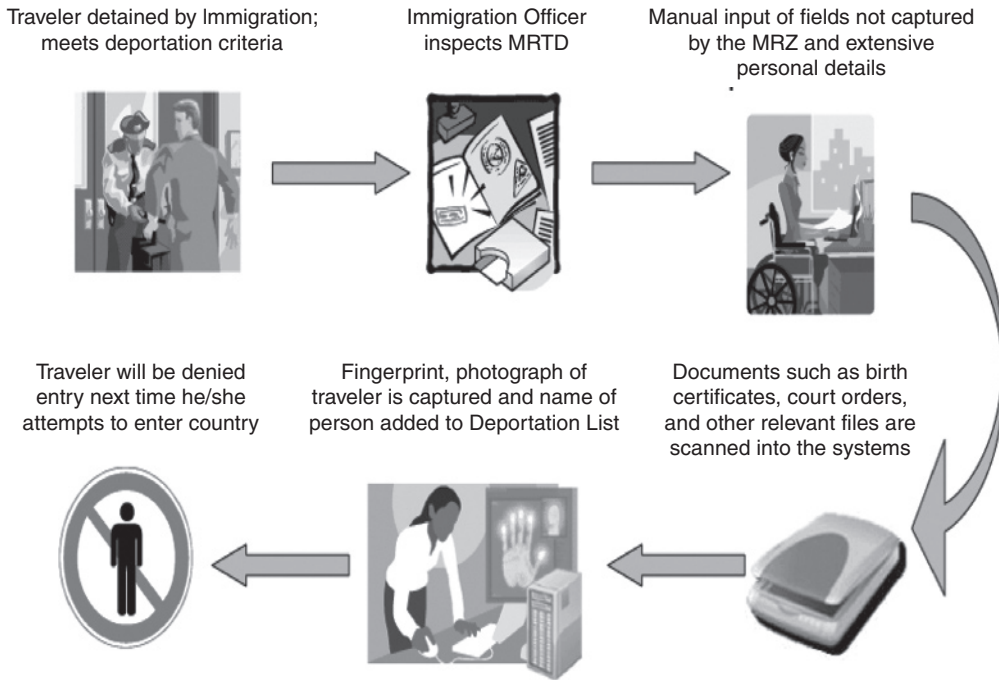 Traveler detained by Immigration;
meets deportation criteria
Immigration Officer
inspects MRTD
Manual input of fields not captured
by the MRZ and extensive
personal details
Documents such as birth
certificates, court orders,
and other relevant files are
scanned into the systems
Fingerprint, photograph of
traveler is captured and name of
person added to Deportation List
Traveler will be denied
entry next time he/she
attempts to enter country